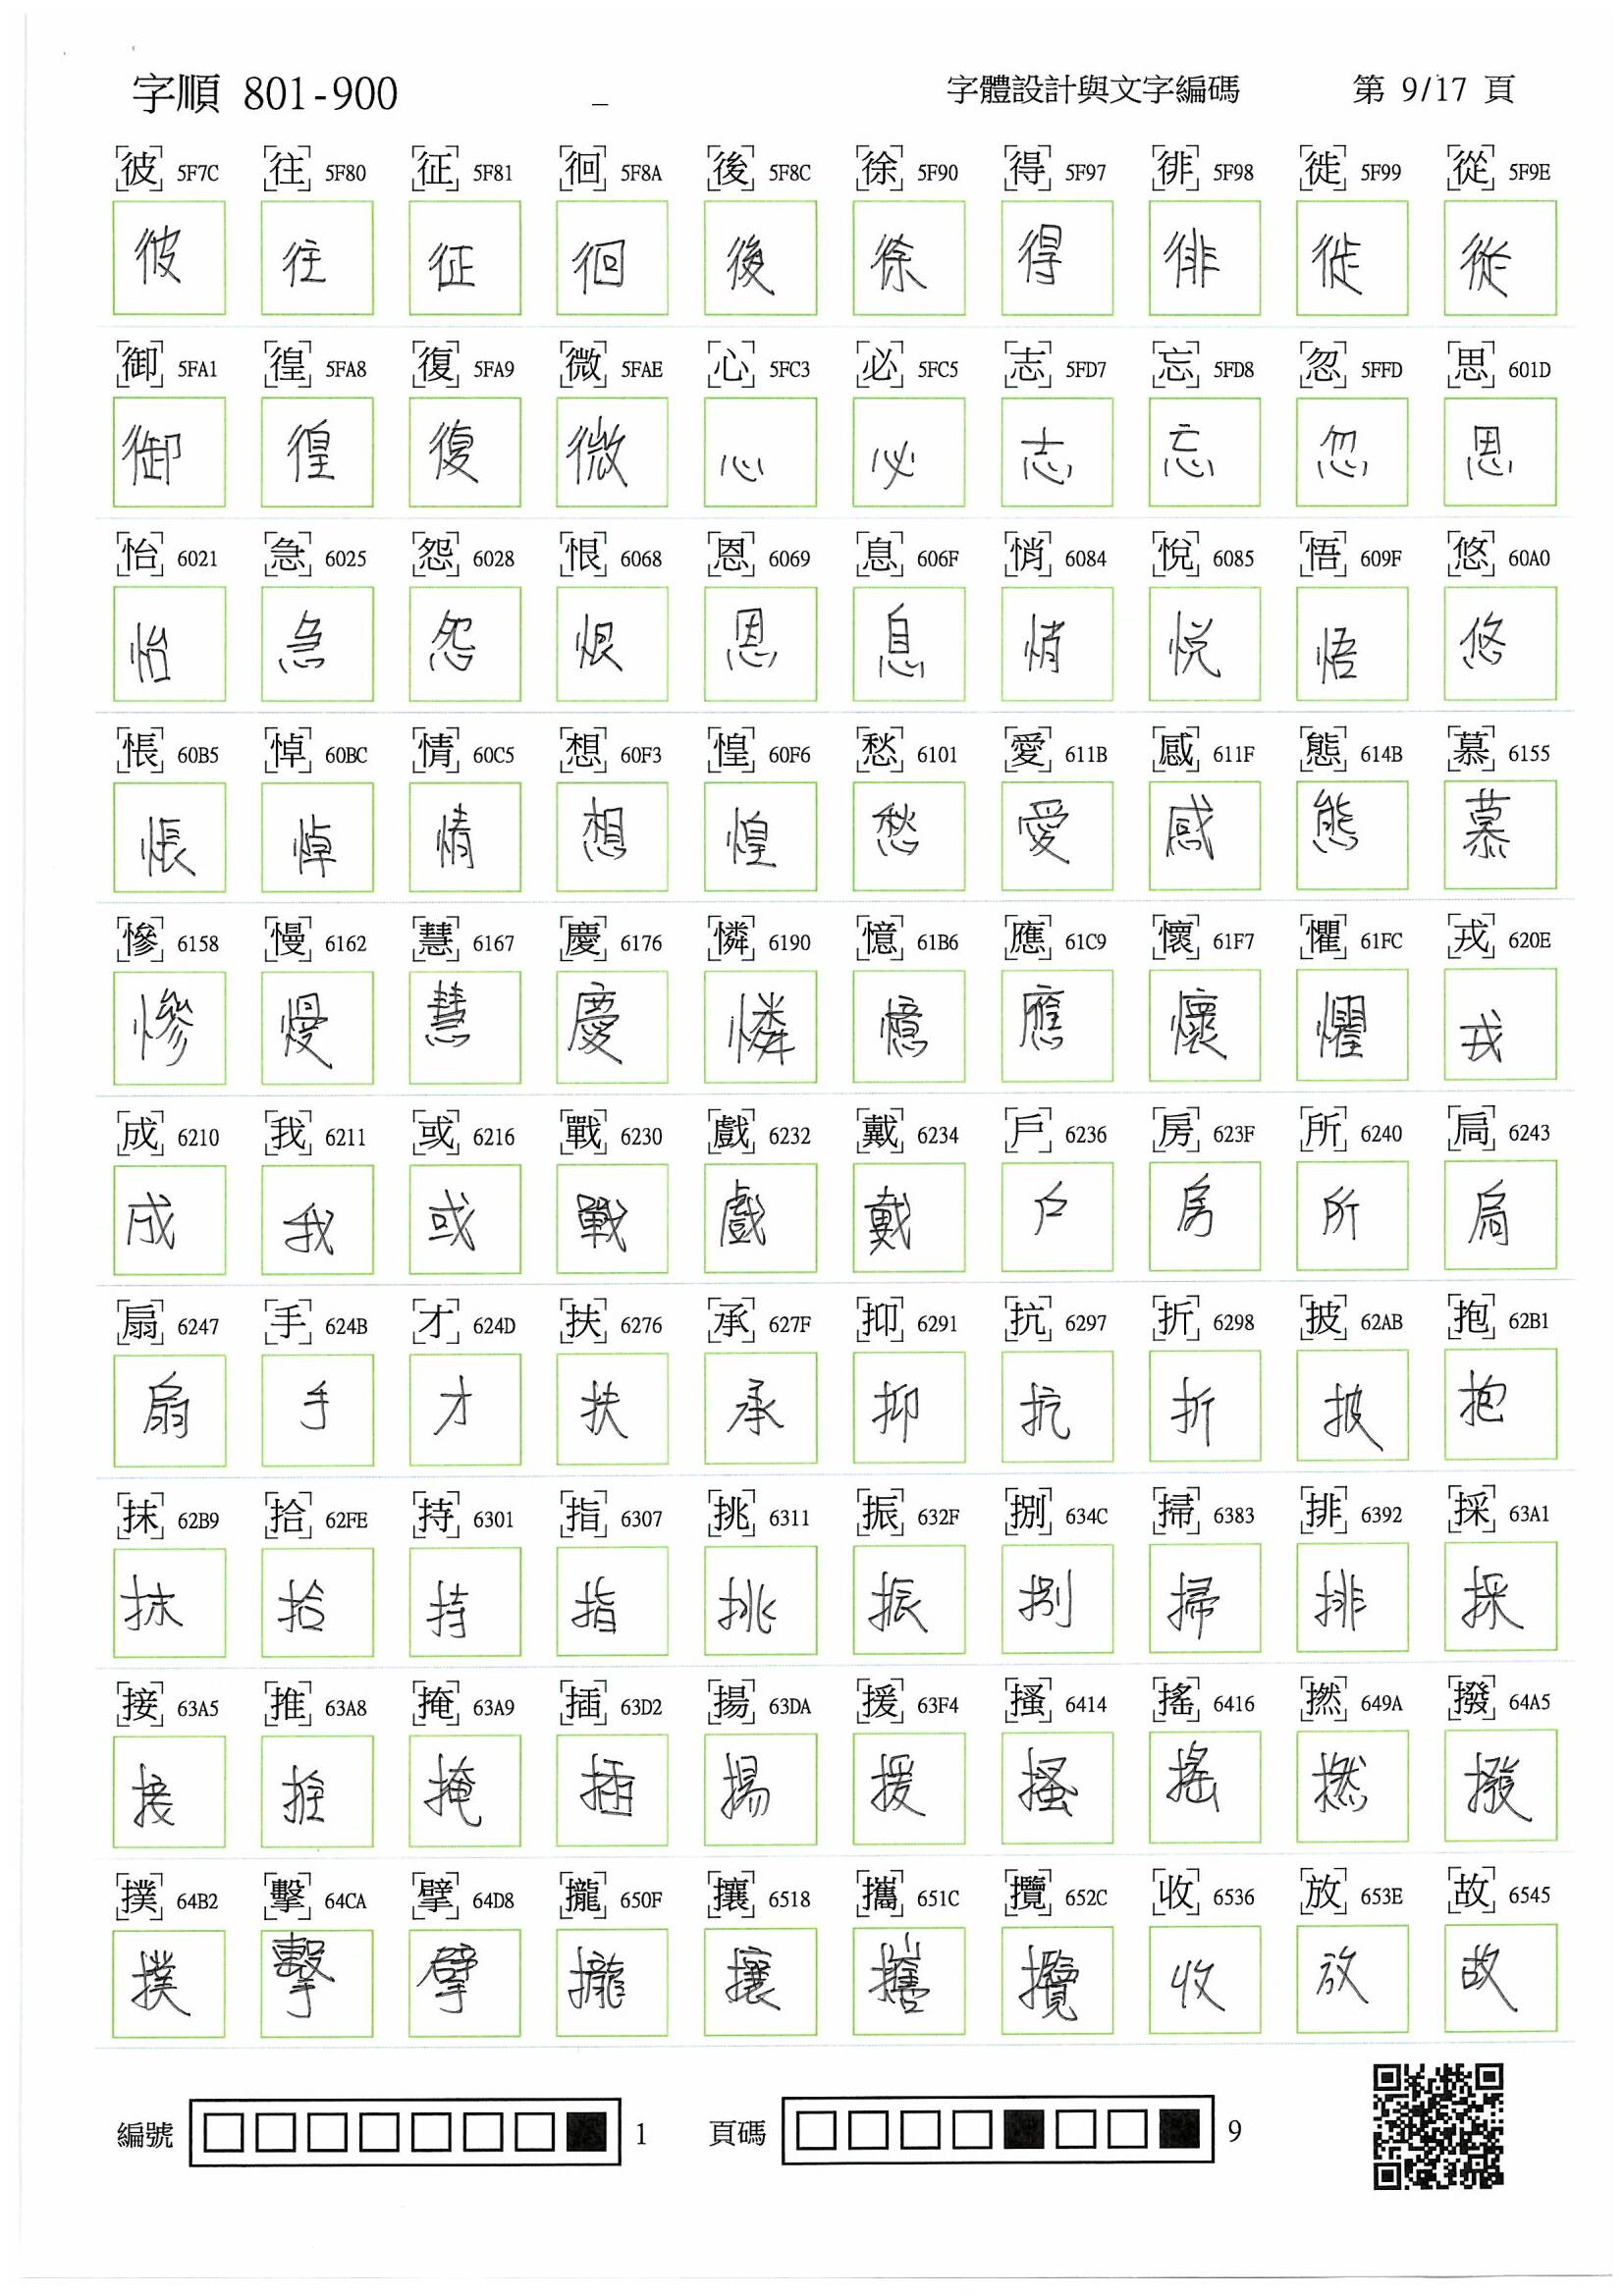 字順 801-900 _ 字體設計與文字編碼 第 9/17 頁
彼 5F7C 往 5F80 征 5F81 徊 5F8A 後 5F8C 徐 5F90 得 5F97 徘 5F98 徙 5F99 從 5F9E
彼 往 征 徊 後 徐 得 徘 徙 從
御 5FA1 徨 5FA8 復 5FA9 微 5FAE 心 5FC3 必 5FC5 志 5FD7 忘 5FD8 忽 5FFD 思 601D
御 徨 復 微 心 必 志 忘 忽 思
怡 6021 急 6025 怨 6028 恨 6068 恩 6069 息 606F 悄 6084 悅 6085 悟 609F 悠 60A0
怡 急 怨 恨 恩 息 悄 悅 悟 悠
悵 60B5 悼 60BC 情 60C5 想 60F3 惶 60F6 愁 6101 愛 611B 感 611F 態 614B 慕 6155
悵 悼 情 想 惶 愁 愛 感 態 慕
慘 6158 慢 6162 慧 6167 慶 6176 憐 6190 憶 61B6 應 61C9 懷 61F7 懼 61FC 戎 620E
慘 慢 慧 慶 憐 憶 應 懷 懼 戎
成 6210 我 6211 或 6216 戰 6230 戲 6232 戴 6234 戶 6236 房 623F 所 6240 扃 6243
成 我 或 戰 戲 戴 戶 房 所 扃
扇 6247 手 624B 才 624D 扶 6276 承 627F 抑 6291 抗 6297 折 6298 披 62AB 抱 62B1
扇 手 才 扶 承 抑 抗 折 披 抱
抹 62B9 拾 62FE 持 6301 指 6307 挑 6311 振 632F 捌 634C 掃 6383 排 6392 採 63A1
抹 拾 持 指 挑 振 捌 掃 排 採
接 63A5 推 63A8 掩 63A9 插 63D2 揚 63DA 援 63F4 搔 6414 搖 6416 撚 649A 撥 64A5
接 推 掩 插 揚 援 搔 搖 撚 撥
撲 64B2 擊 64CA 擘 64D8 攏 650F 攘 6518 攜 651C 攬 652C 收 6536 放 653E 故 6545
撲 擊 擘 攏 攘 攜 攬 收 放 故
編號 1 頁碼 9